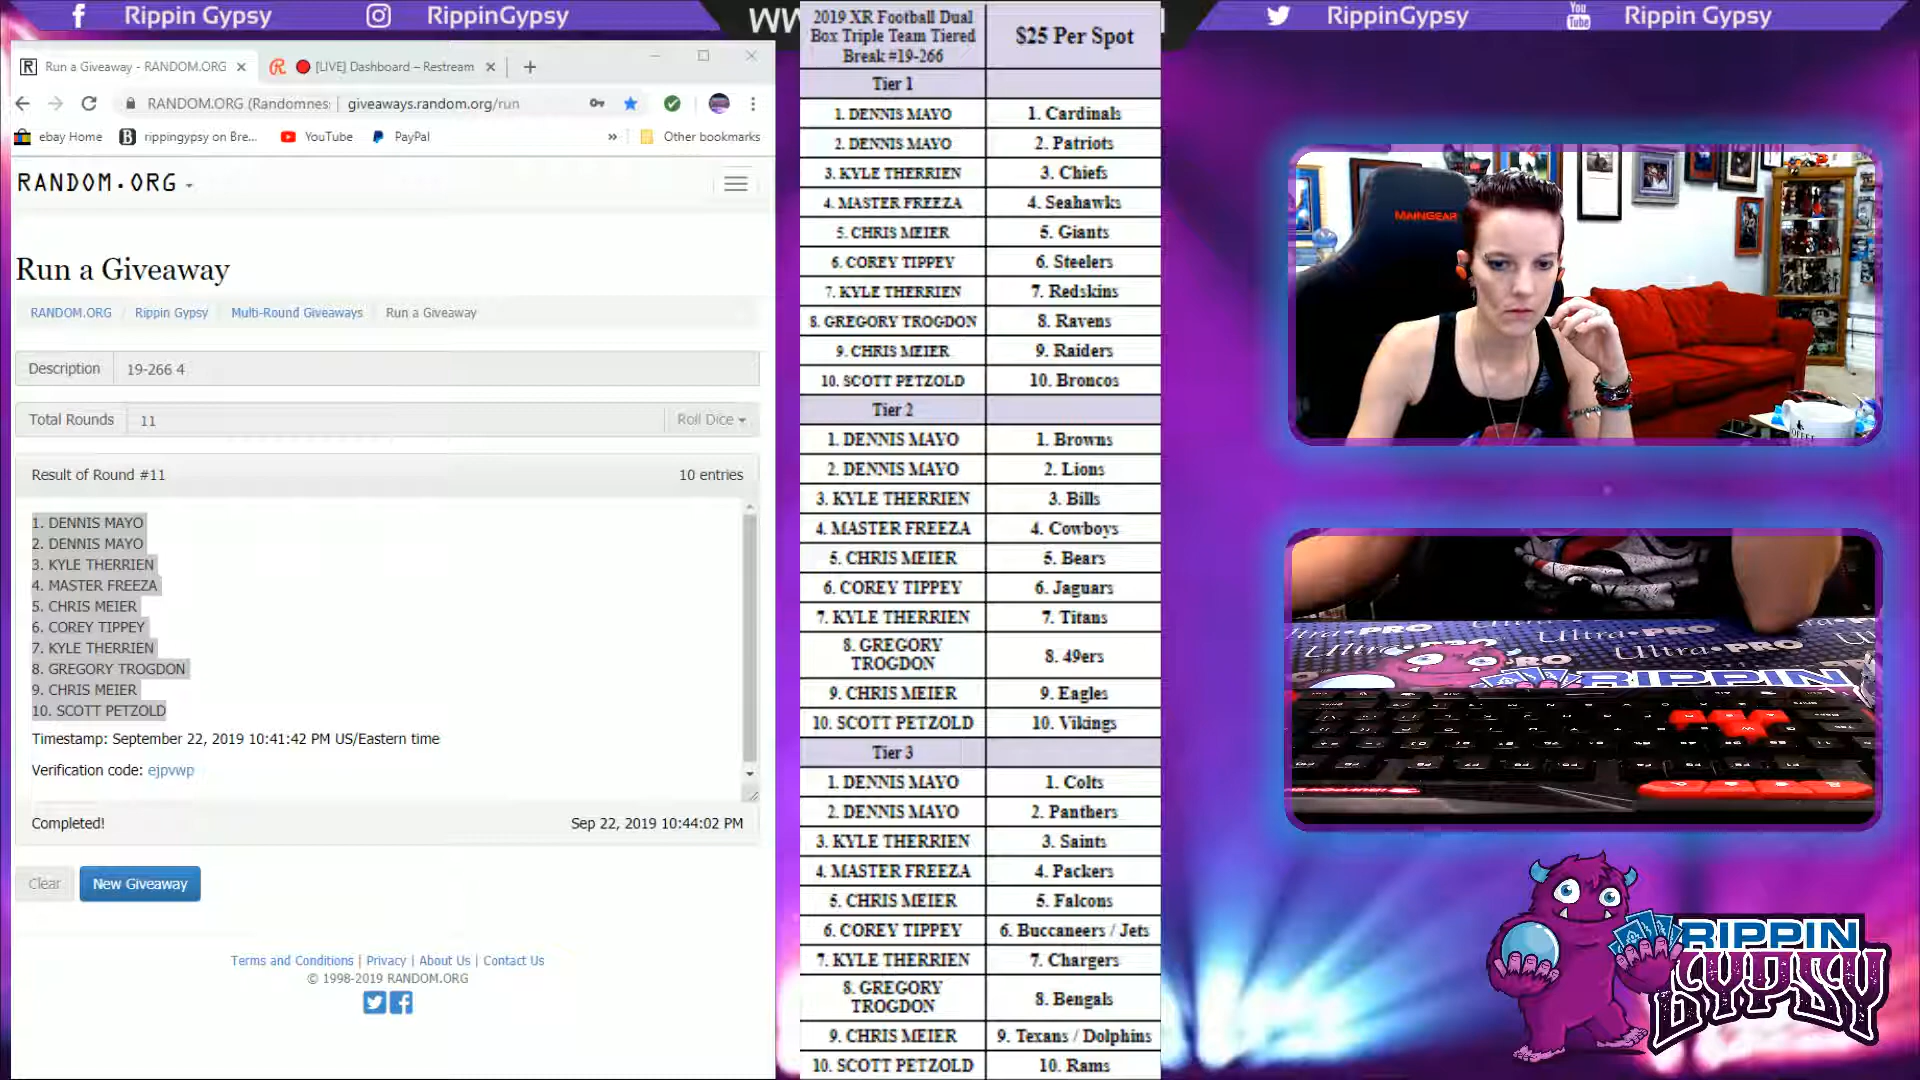 RippinGypsy
RippinGypsy
WW
RippinGypsy
You
Tube
Rippin Gypsy
Run a Giveaway - RANDOM.ORG
[LIVE] Dashboard – Restream
RANDOM.ORG (Randomnes:
giveaways.random.org/run
ebay Home
rippingypsy on Bre...
YouTube
PayPal
»
Other bookmarks
RANDOM.ORG
Run a Giveaway
RANDOM.ORG / Rippin Gypsy / Multi-Round Giveaways / Run a Giveaway
Description 19-266 4
Total Rounds 11 Roll Dice
Result of Round #11 10 entries
1. DENNIS MAYO
2. DENNIS MAYO
3. KYLE THERRIEN
4. MASTER FREEZA
5. CHRIS MEIER
6. COREY TIPPEY
7. KYLE THERRIEN
8. GREGORY TROGDON
9. CHRIS MEIER
10. SCOTT PETZOLD
Timestamp: September 22, 2019 10:41:42 PM US/Eastern time
Verification code: ejpvwp
Completed! Sep 22, 2019 10:44:02 PM
Clear New Giveaway
Terms and Conditions | Privacy | About Us | Contact Us
© 1998-2019 RANDOM.ORG
2019 XR Football Dual
Box Triple Team Tiered
Break #19-266
$25 Per Spot
Tier 1
1. DENNIS MAYO 1. Cardinals
2. DENNIS MAYO 2. Patriots
3. KYLE THERRIEN 3. Chiefs
4. MASTER FREEZA 4. Seahawks
5. CHRIS MEIER 5. Giants
6. COREY TIPPEY 6. Steelers
7. KYLE THERRIEN 7. Redskins
8. GREGORY TROGDON 8. Ravens
9. CHRIS MEIER 9. Raiders
10. SCOTT PETZOLD 10. Broncos
Tier 2
1. DENNIS MAYO 1. Browns
2. DENNIS MAYO 2. Lions
3. KYLE THERRIEN 3. Bills
4. MASTER FREEZA 4. Cowboys
5. CHRIS MEIER 5. Bears
6. COREY TIPPEY 6. Jaguars
7. KYLE THERRIEN 7. Titans
8. GREGORY
TROGDON
8. 49ers
9. CHRIS MEIER 9. Eagles
10. SCOTT PETZOLD 10. Vikings
Tier 3
1. DENNIS MAYO 1. Colts
2. DENNIS MAYO 2. Panthers
3. KYLE THERRIEN 3. Saints
4. MASTER FREEZA 4. Packers
5. CHRIS MEIER 5. Falcons
6. COREY TIPPEY 6. Buccaneers / Jets
7. KYLE THERRIEN 7. Chargers
8. GREGORY
TROGDON
8. Bengals
9. CHRIS MEIER 9. Texans / Dolphins
10. SCOTT PETZOLD 10. Rams
MAINGEAR
Ultra PRO
Ultra PRO
RIPPIN
RIPPIN
GYPSY